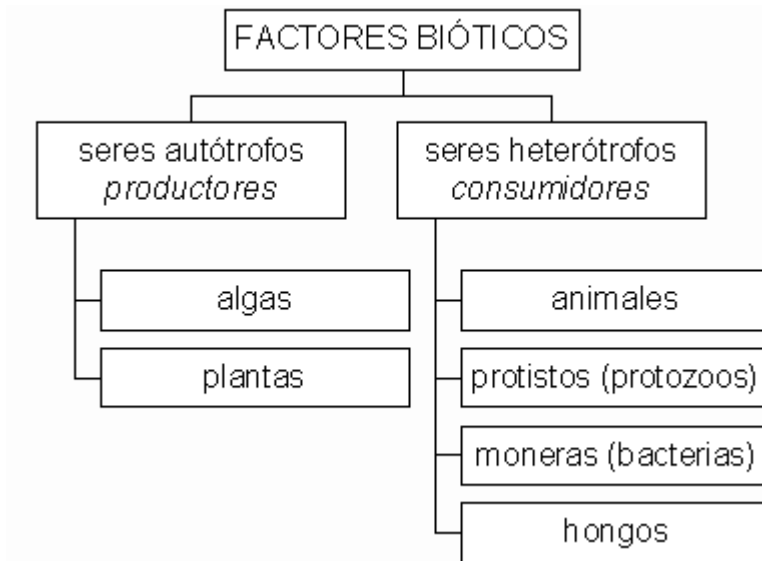 FACTORES BIÓTICOS
seres autótrofos
productores
algas
plantas
seres heterótrofos
consumidores
animales
protistos (protozoos)
moneras (bacterias)
hongos